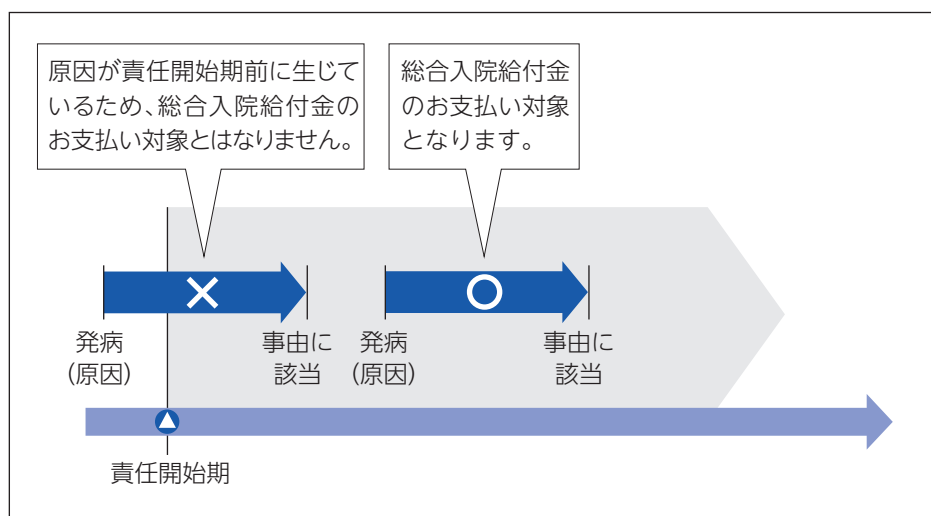 原因が責任開始期前に生じて
いるため、総合入院給付金の
お支払い対象とはなりません。
総合入院給付金
のお支払い対象
となります。
発病
(原因)
事由に
該当
発病
(原因)
事由に
該当
責任開始期